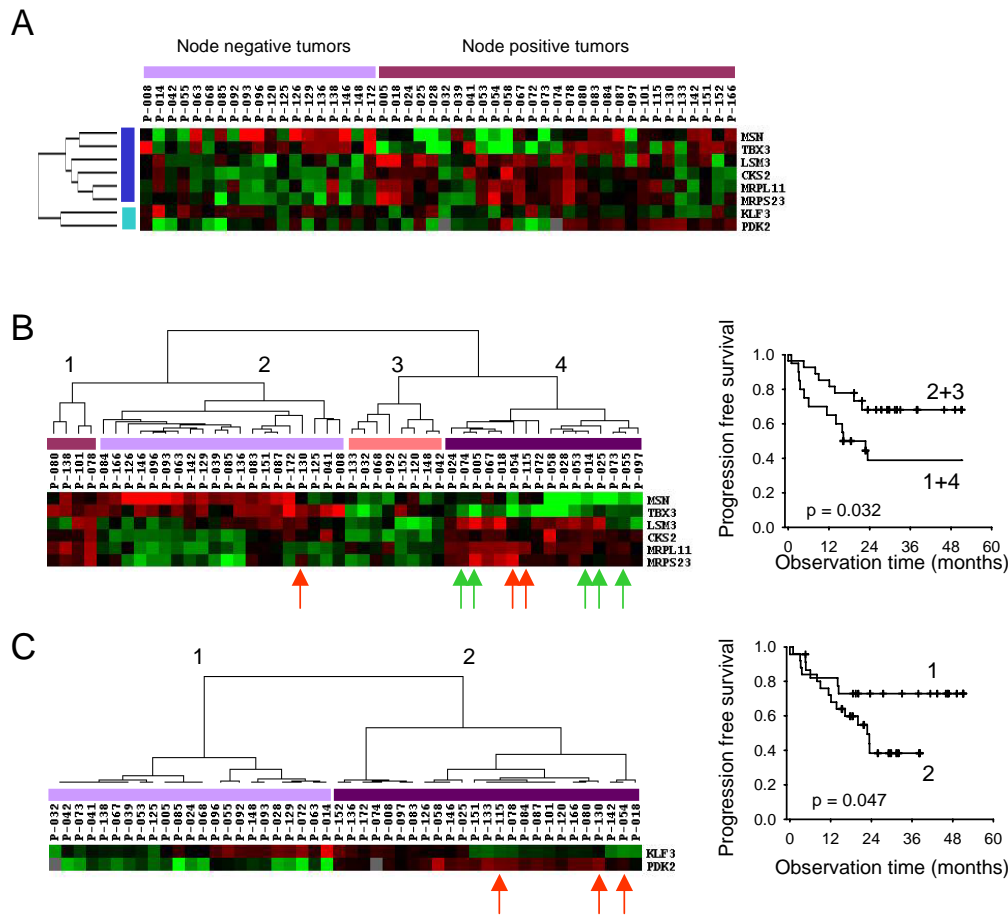 A
Node negative tumors Node positive tumors
P-008 P-014 P-042 P-055 P-063 P-068 P-085 P-092 P-093 P-096 P-120 P-125 P-126 P-129 P-136 P-138 P-146 P-148 P-172 P-005 P-018 P-024 P-025 P-028 P-032 P-039 P-041 P-053 P-054 P-058 P-067 P-072 P-073 P-074 P-078 P-080 P-083 P-084 P-087 P-097 P-101 P-115 P-130 P-133 P-142 P-151 P-152 P-166
MSN
TBX3
LSM3
CKS2
MRPL11
MRPS23
KLF3
PDK2
B
1 2 3 4
P-080 P-138 P-101 P-078 P-084 P-166 P-126 P-146 P-096 P-093 P-063 P-142 P-129 P-039 P-085 P-136 P-083 P-151 P-087 P-172 P-130 P-125 P-041 P-008 P-133 P-032 P-068 P-092 P-152 P-120 P-148 P-042 P-024 P-074 P-005 P-067 P-018 P-054 P-115 P-072 P-058 P-028 P-053 P-014 P-025 P-073 P-055 P-097
MSN
TBX3
LSM3
CKS2
MRPL11
MRPS23
Progression free survival
1.0
0.8
0.6
0.4
0.2
0.0
2+3
1+4
p = 0.032
0 12 24 36 48 60
Observation time (months)
C
1 2
P-032 P-042 P-073 P-041 P-138 P-067 P-039 P-053 P-125 P-005 P-085 P-024 P-068 P-096 P-055 P-092 P-148 P-093 P-028 P-129 P-072 P-063 P-014 P-152 P-136 P-172 P-074 P-008 P-097 P-083 P-126 P-058 P-146 P-025 P-151 P-133 P-115 P-078 P-084 P-087 P-101 P-120 P-166 P-080 P-130 P-142 P-054 P-018
KLF3
PDK2
Progression free survival
1.0
0.8
0.6
0.4
0.2
0.0
1
2
p = 0.047
0 12 24 36 48 60
Observation time (months)